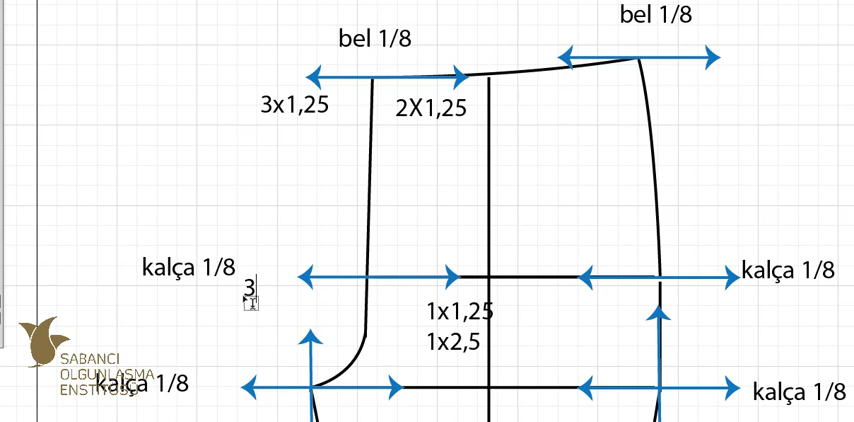 bel 1/8
bel 1/8
3x1,25
2X1,25
kalça 1/8
3
kalça 1/8
1x1,25
1x2,5
SABANCI
OLGUNLAŞMA
ENSTİTÜSÜ
kalça 1/8
kalça 1/8